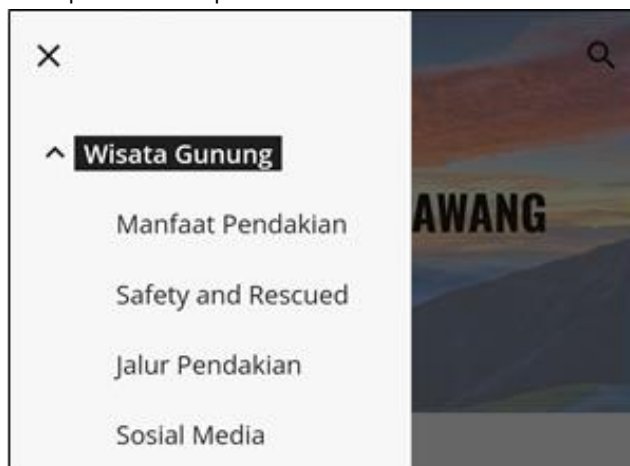 Wisata Gunung
Manfaat Pendakian
Safety and Rescued
Jalur Pendakian
Sosial Media
AWANG